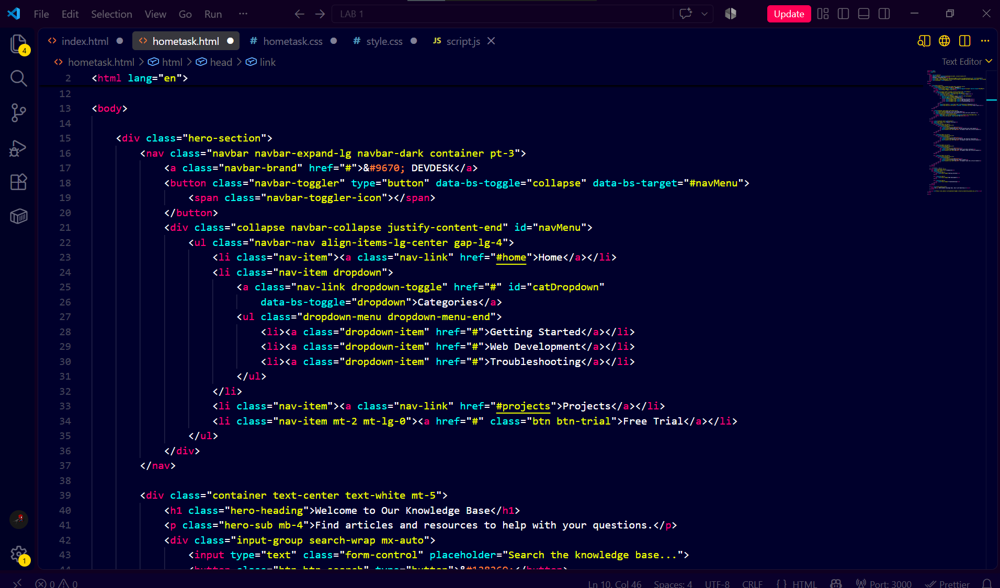 File Edit Selection View Go Run ··· LAB 1 Update
4
index.html hometask.html # hometask.css # style.css JS script.js
hometask.html > html > head > link Text Editor
2 <html lang="en">
12
13 <body>
14
15 <div class="hero-section">
16 <nav class="navbar navbar-expand-lg navbar-dark container pt-3">
17 <a class="navbar-brand" href="#">&#9670; DEVDESK</a>
18 <button class="navbar-toggler" type="button" data-bs-toggle="collapse" data-bs-target="#navMenu">
19 <span class="navbar-toggler-icon"></span>
20 </button>
21 <div class="collapse navbar-collapse justify-content-end" id="navMenu">
22 <ul class="navbar-nav align-items-lg-center gap-lg-4">
23 <li class="nav-item"><a class="nav-link" href="#home">Home</a></li>
24 <li class="nav-item dropdown">
25 <a class="nav-link dropdown-toggle" href="#" id="catDropdown"
26 data-bs-toggle="dropdown">Categories</a>
27 <ul class="dropdown-menu dropdown-menu-end">
28 <li><a class="dropdown-item" href="#">Getting Started</a></li>
29 <li><a class="dropdown-item" href="#">Web Development</a></li>
30 <li><a class="dropdown-item" href="#">Troubleshooting</a></li>
31 </ul>
32 </li>
33 <li class="nav-item"><a class="nav-link" href="#projects">Projects</a></li>
34 <li class="nav-item mt-2 mt-lg-0"><a href="#" class="btn btn-trial">Free Trial</a></li>
35 </ul>
36 </div>
37 </nav>
38
39 <div class="container text-center text-white mt-5">
40 <h1 class="hero-heading">Welcome to Our Knowledge Base</h1>
41 <p class="hero-sub mb-4">Find articles and resources to help with your questions.</p>
42 <div class="input-group search-wrap mx-auto">
43 <input type="text" class="form-control" placeholder="Search the knowledge base...">
44 <button class="btn btn-search" type="button">&#128269;</button>
1
0 0 Ln 10, Col 46 Spaces: 4 UTF-8 CRLF { } HTML Port: 3000 Prettier